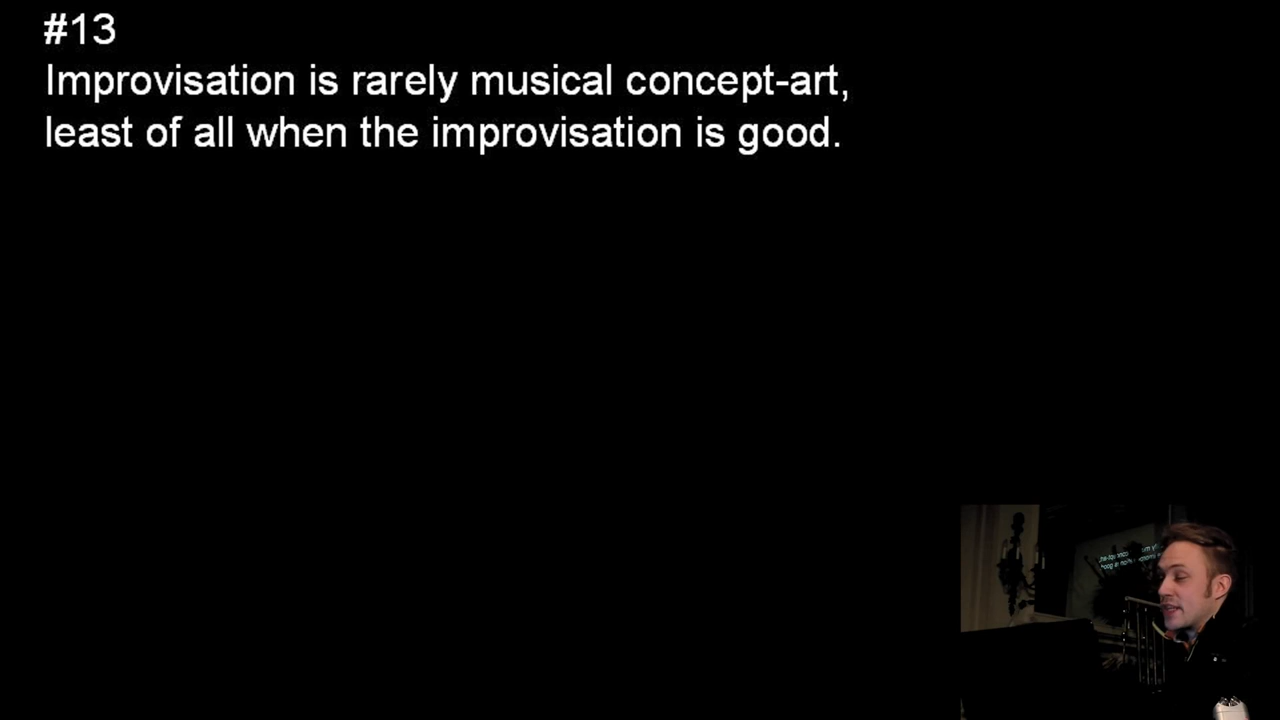 #13
Improvisation is rarely musical concept-art,
least of all when the improvisation is good.